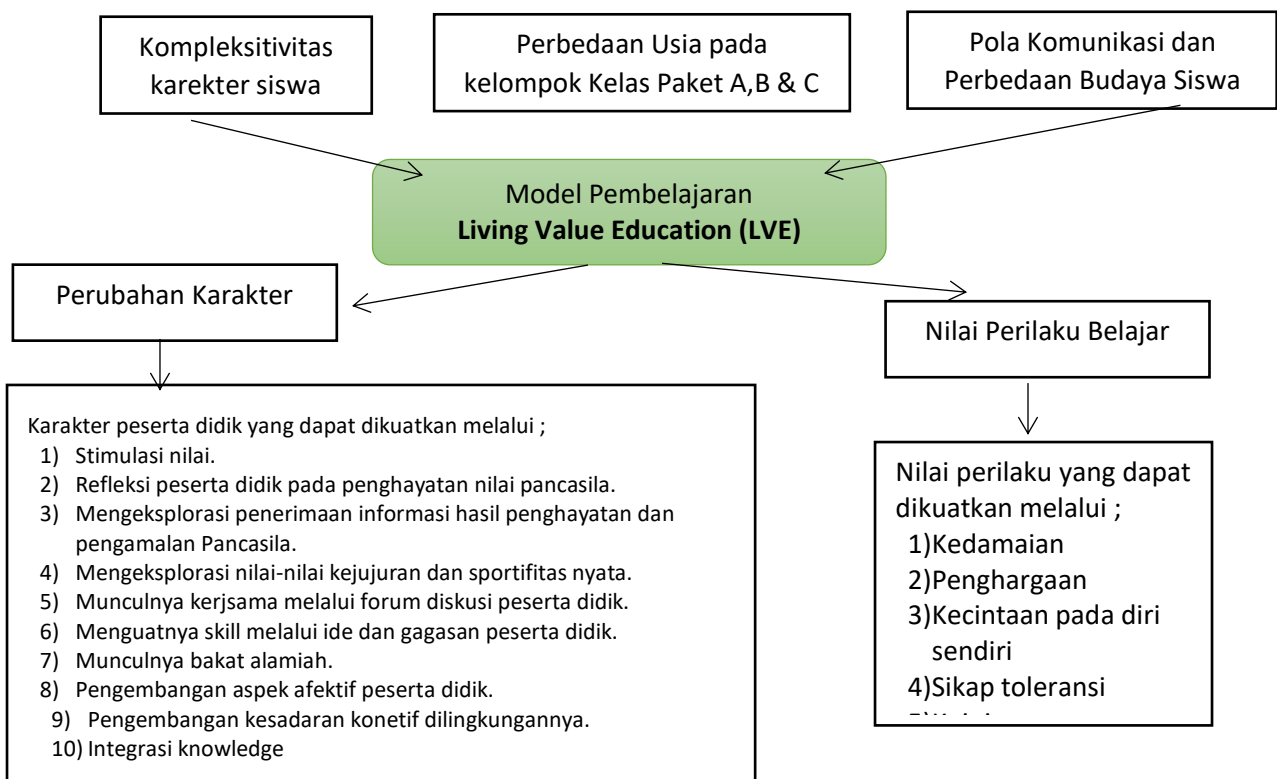 Kompleksitivitas
karekter siswa
Perbedaan Usia pada
kelompok Kelas Paket A,B & C
Pola Komunikasi dan
Perbedaan Budaya Siswa
Model Pembelajaran
Living Value Education (LVE)
Perubahan Karakter
Nilai Perilaku Belajar
Karakter peserta didik yang dapat dikuatkan melalui ;
1) Stimulasi nilai.
2) Refleksi peserta didik pada penghayatan nilai pancasila.
3) Mengeksplorasi penerimaan informasi hasil penghayatan dan
pengamalan Pancasila.
4) Mengeksplorasi nilai-nilai kejujuran dan sportifitas nyata.
5) Munculnya kerjsama melalui forum diskusi peserta didik.
6) Menguatnya skill melalui ide dan gagasan peserta didik.
7) Munculnya bakat alamiah.
8) Pengembangan aspek afektif peserta didik.
9) Pengembangan kesadaran konetif dilingkungannya.
10) Integrasi knowledge
Nilai perilaku yang dapat
dikuatkan melalui ;
1)Kedamaian
2)Penghargaan
3)Kecintaan pada diri
sendiri
4)Sikap toleransi